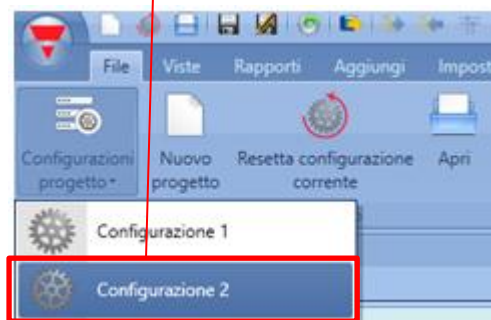 File Viste Rapporti Aggiungi Impost
Configurazioni Nuovo Resetta configurazione Apri
progetto progetto corrente
Configurazione 1
Configurazione 2